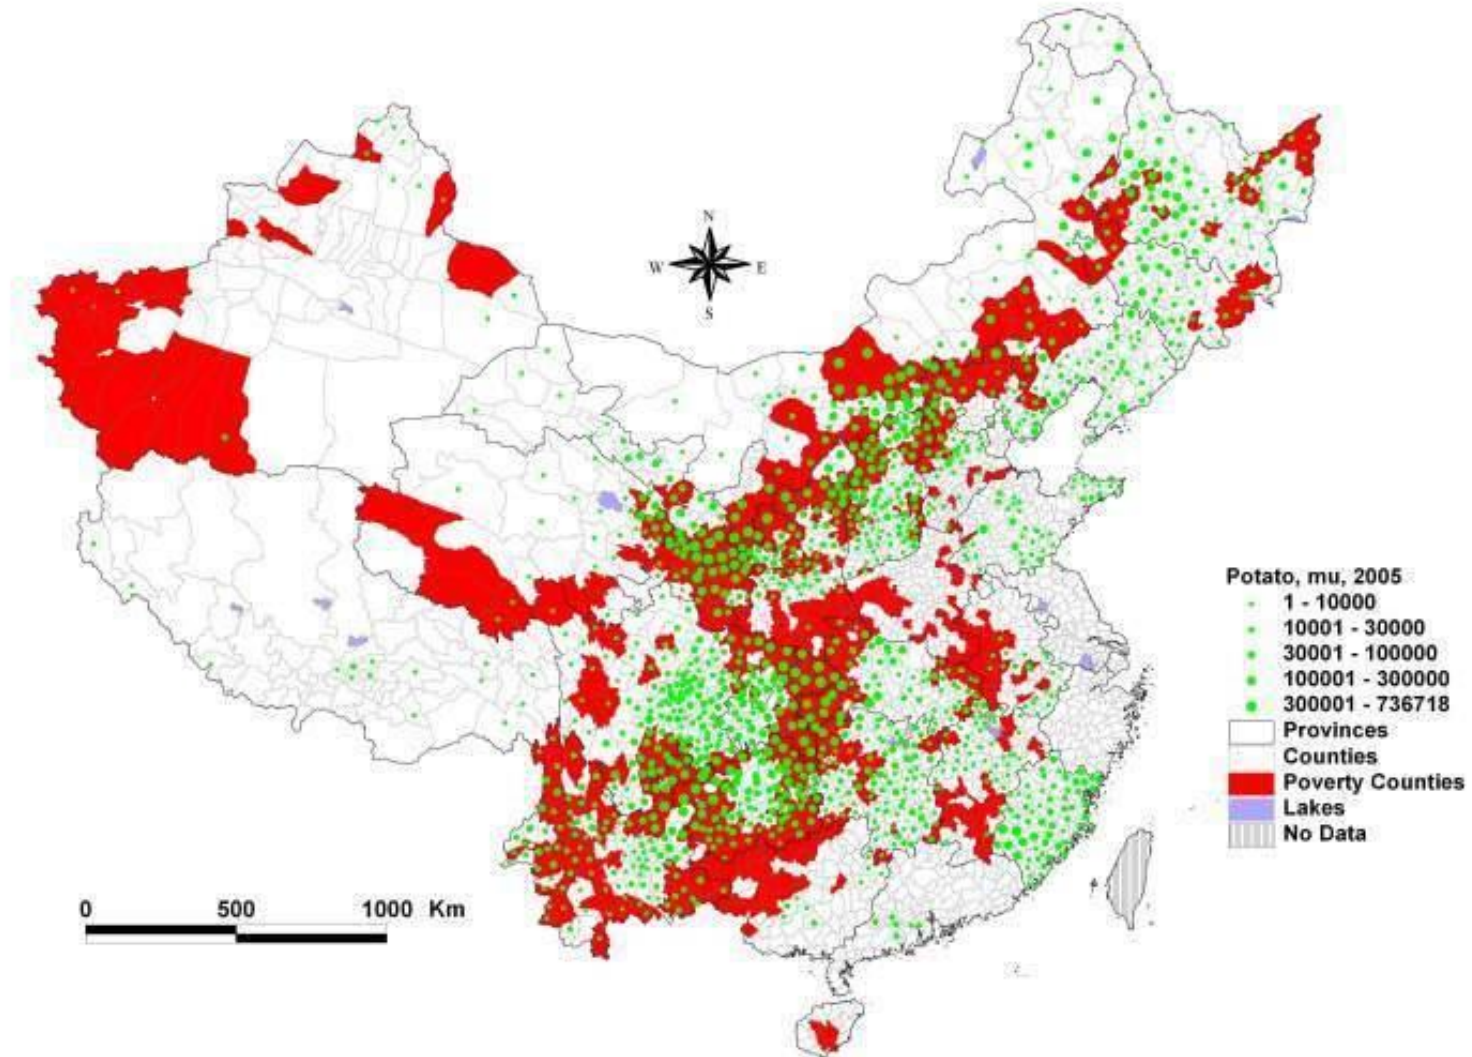 N
W E
S
Potato, mu, 2005
1 - 10000
10001 - 30000
30001 - 100000
100001 - 300000
300001 - 736718
Provinces
Counties
Poverty Counties
Lakes
No Data
0 500 1000 Km